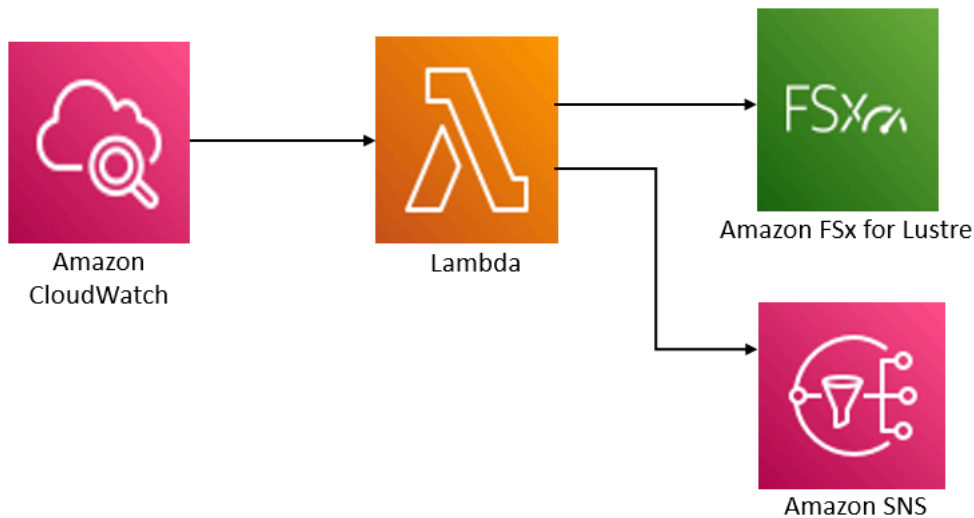 Amazon
CloudWatch
Lambda
FSx
Amazon FSx for Lustre
Amazon SNS